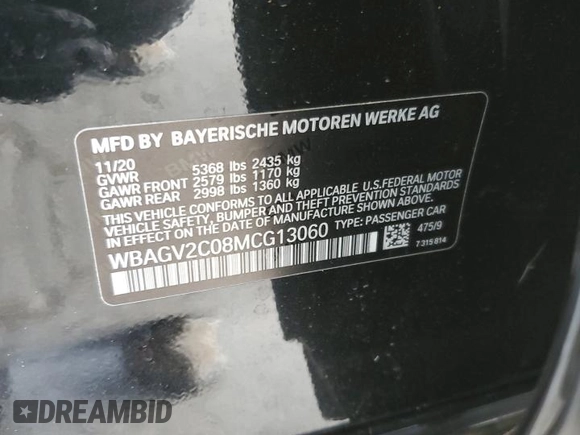 MFD BY BAYERISCHE MOTOREN WERKE AG
11/20
GVWR 5368 lbs 2435 kg
GAWR FRONT 2579 lbs 1170 kg
GAWR REAR 2998 lbs 1360 kg
THIS VEHICLE CONFORMS TO ALL APPLICABLE U.S.FEDERAL MOTOR
VEHICLE SAFETY, BUMPER AND THEFT PREVENTION STANDARDS
IN EFFECT ON THE DATE OF MANUFACTURE SHOWN ABOVE.
WBAGV2C08MCG13060 TYPE: PASSENGER CAR
475/9
7 315 814
DREAMBID